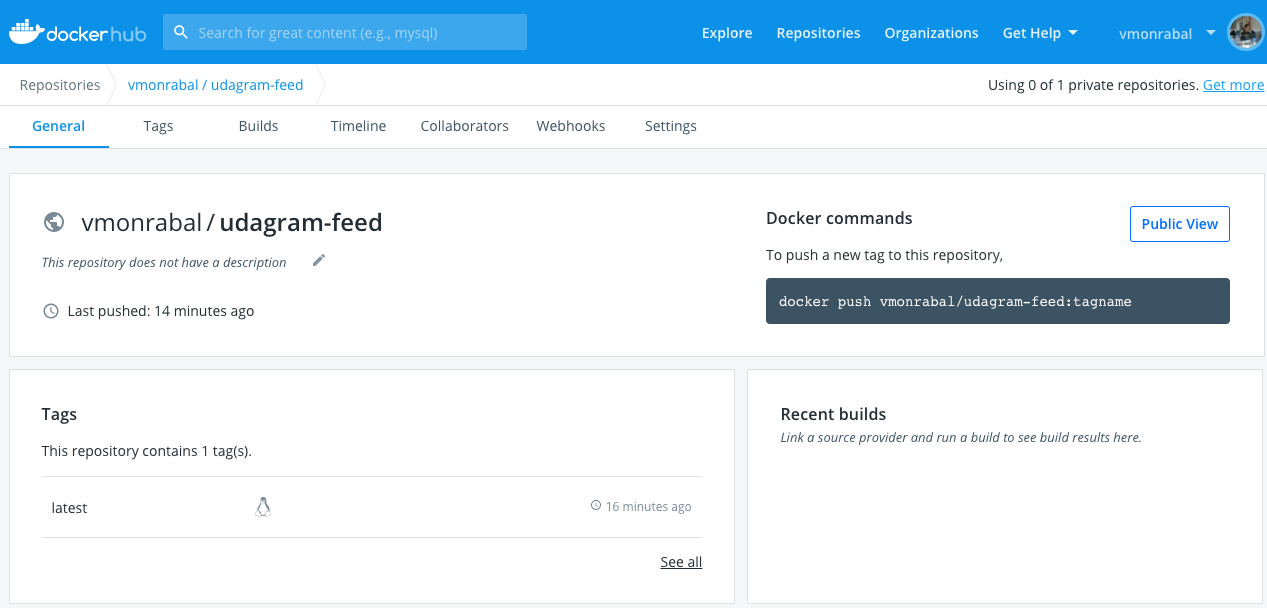 dockerhub
Search for great content (e.g., mysql)
Explore
Repositories
Organizations
Get Help
vmonrabal
Repositories
vmonrabal / udagram-feed
Using 0 of 1 private repositories. Get more
General
Tags
Builds
Timeline
Collaborators
Webhooks
Settings
vmonrabal / udagram-feed
This repository does not have a description
Last pushed: 14 minutes ago
Docker commands
Public View
To push a new tag to this repository,
docker push vmonrabal/udagram-feed:tagname
Tags
This repository contains 1 tag(s).
latest
16 minutes ago
See all
Recent builds
Link a source provider and run a build to see build results here.